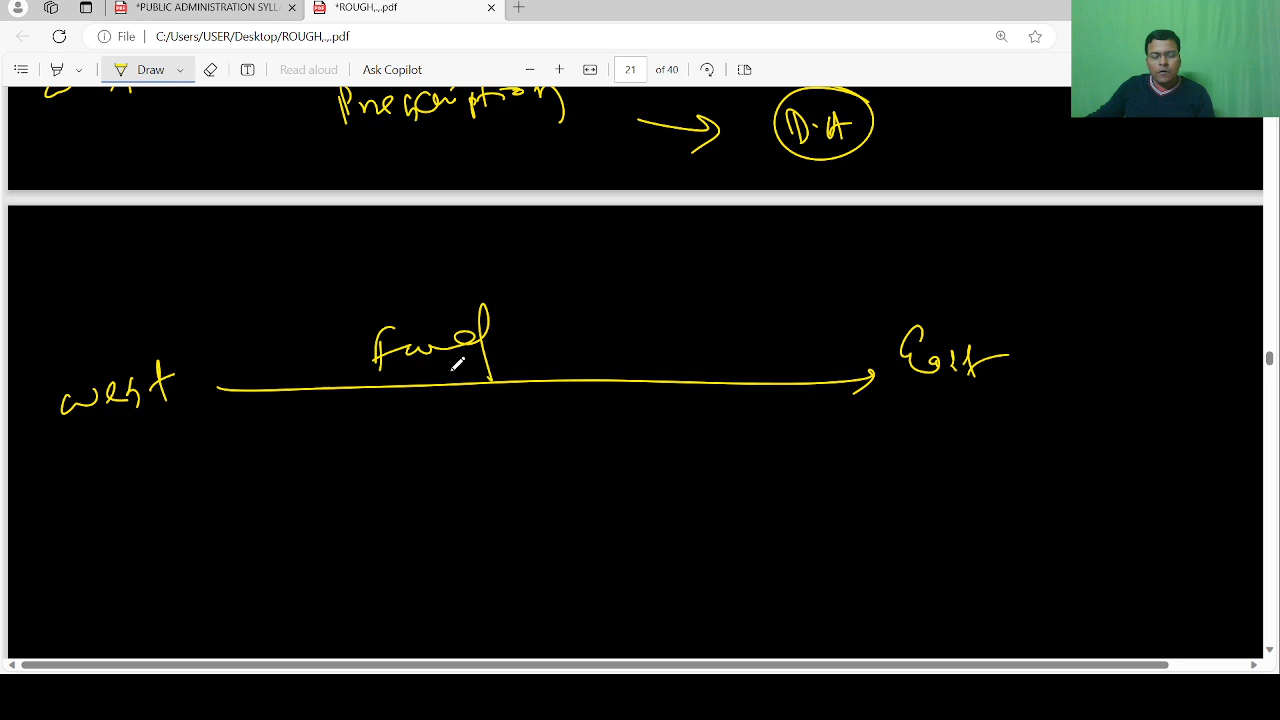 *PUBLIC ADMINISTRATION SYLL
*ROUGH,.,.pdf
File
C:/Users/USER/Desktop/ROUGH,.,.pdf
Draw
Read aloud
Ask Copilot
21 of 40
Prescription
D.A
Fund
West
East